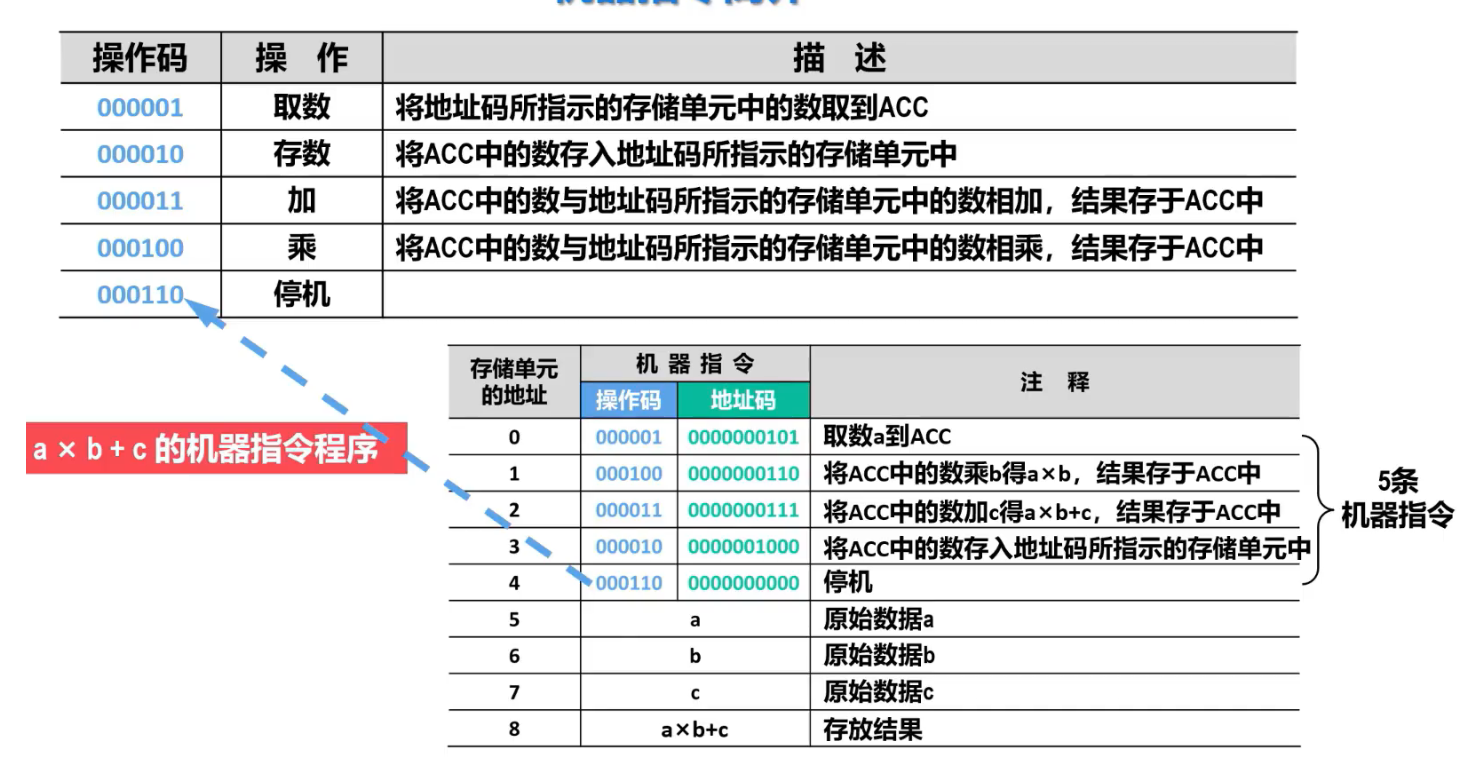 操作码 操 作 描 述
000001 取数 将地址码所指示的存储单元中的数取到ACC
000010 存数 将ACC中的数存入地址码所指示的存储单元中
000011 加 将ACC中的数与地址码所指示的存储单元中的数相加，结果存于ACC中
000100 乘 将ACC中的数与地址码所指示的存储单元中的数相乘，结果存于ACC中
000110 停机
a × b + c 的机器指令程序
存储单元的地址 机 器 指 令 注 释
操作码 地址码
0 000001 0000000101 取数a到ACC
1 000100 0000000110 将ACC中的数乘b得a×b，结果存于ACC中
2 000011 0000000111 将ACC中的数加c得a×b+c，结果存于ACC中
3 000010 0000001000 将ACC中的数存入地址码所指示的存储单元中
4 000110 0000000000 停机
5 a 原始数据a
6 b 原始数据b
7 c 原始数据c
8 a×b+c 存放结果
5条
机器指令